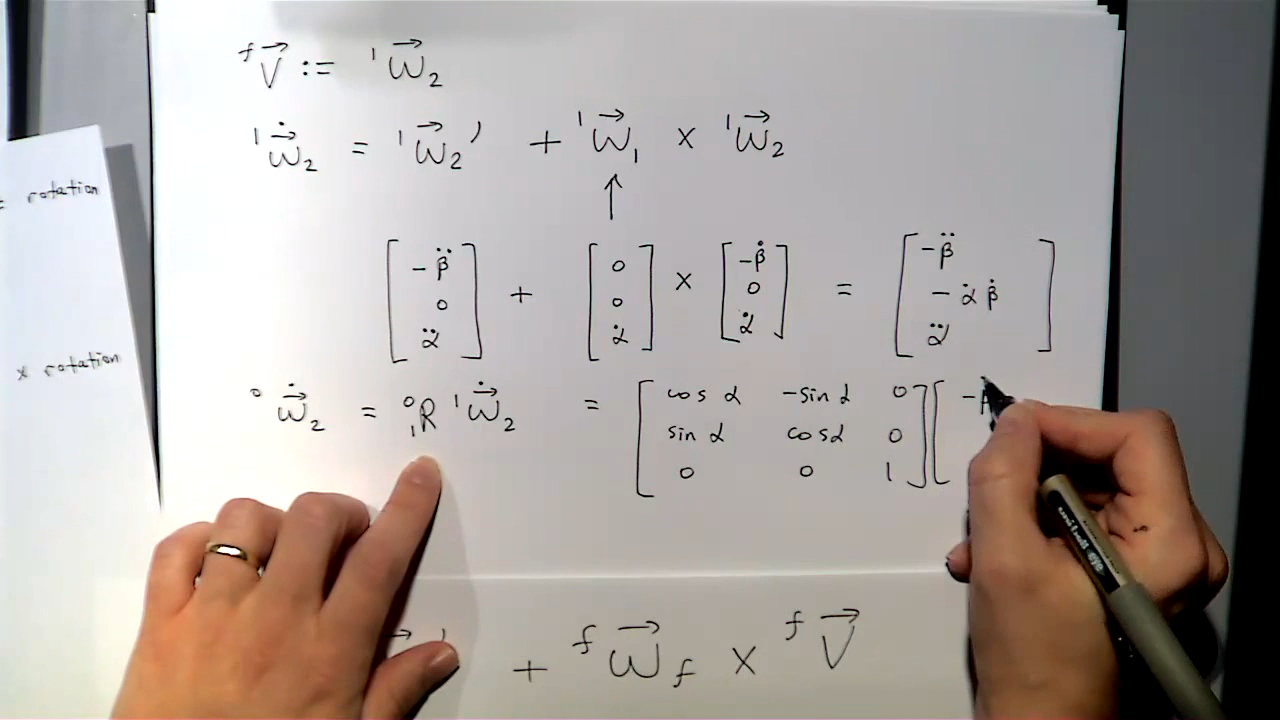 ᶠV⃗ := ¹ω⃗₂
¹ω⃗̇₂ = ¹ω⃗₂′ + ¹ω⃗₁ × ¹ω⃗₂
= rotation
↑
[-β̈ 0 α̈] + [0 0 α̇] × [-β̇ 0 α̇] = [-β̈ -α̇β̇ α̈]
x rotation
⁰ω⃗̇₂ = ⁰₁R ¹ω⃗̇₂ = [cos α -sin α 0
sin α cos α 0
0 0 1] [-β
′ + ᶠω⃗_f × ᶠV⃗